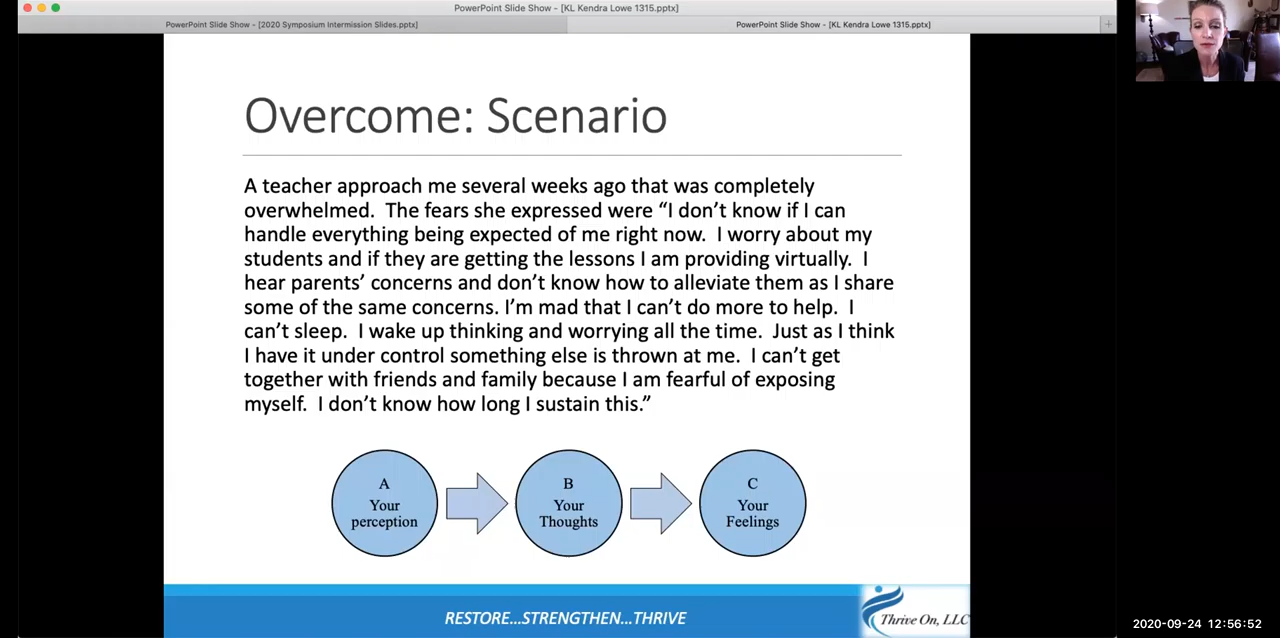 PowerPoint Slide Show - [KL Kendra Lowe 1315.pptx]
PowerPoint Slide Show - [2020 Symposium Intermission Slides.pptx]
PowerPoint Slide Show - [KL Kendra Lowe 1315.pptx]
Overcome: Scenario
A teacher approach me several weeks ago that was completely
overwhelmed.  The fears she expressed were “I don’t know if I can
handle everything being expected of me right now.  I worry about my
students and if they are getting the lessons I am providing virtually.  I
hear parents’ concerns and don’t know how to alleviate them as I share
some of the same concerns. I’m mad that I can’t do more to help.  I
can’t sleep.  I wake up thinking and worrying all the time.  Just as I think
I have it under control something else is thrown at me.  I can’t get
together with friends and family because I am fearful of exposing
myself.  I don’t know how long I sustain this.”
A
Your
perception
B
Your
Thoughts
C
Your
Feelings
RESTORE...STRENGTHEN...THRIVE
Thrive On, LLC
2020-09-24 12:56:52